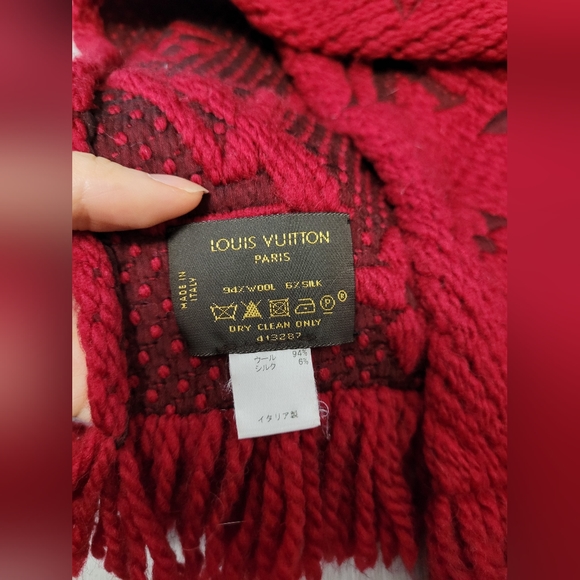 LOUIS VUITTON
PARIS
MADE IN
ITALY
94% WOOL 6% SILK
P ®
DRY CLEAN ONLY
413287
ウール 94%
シルク 6%
イタリア製